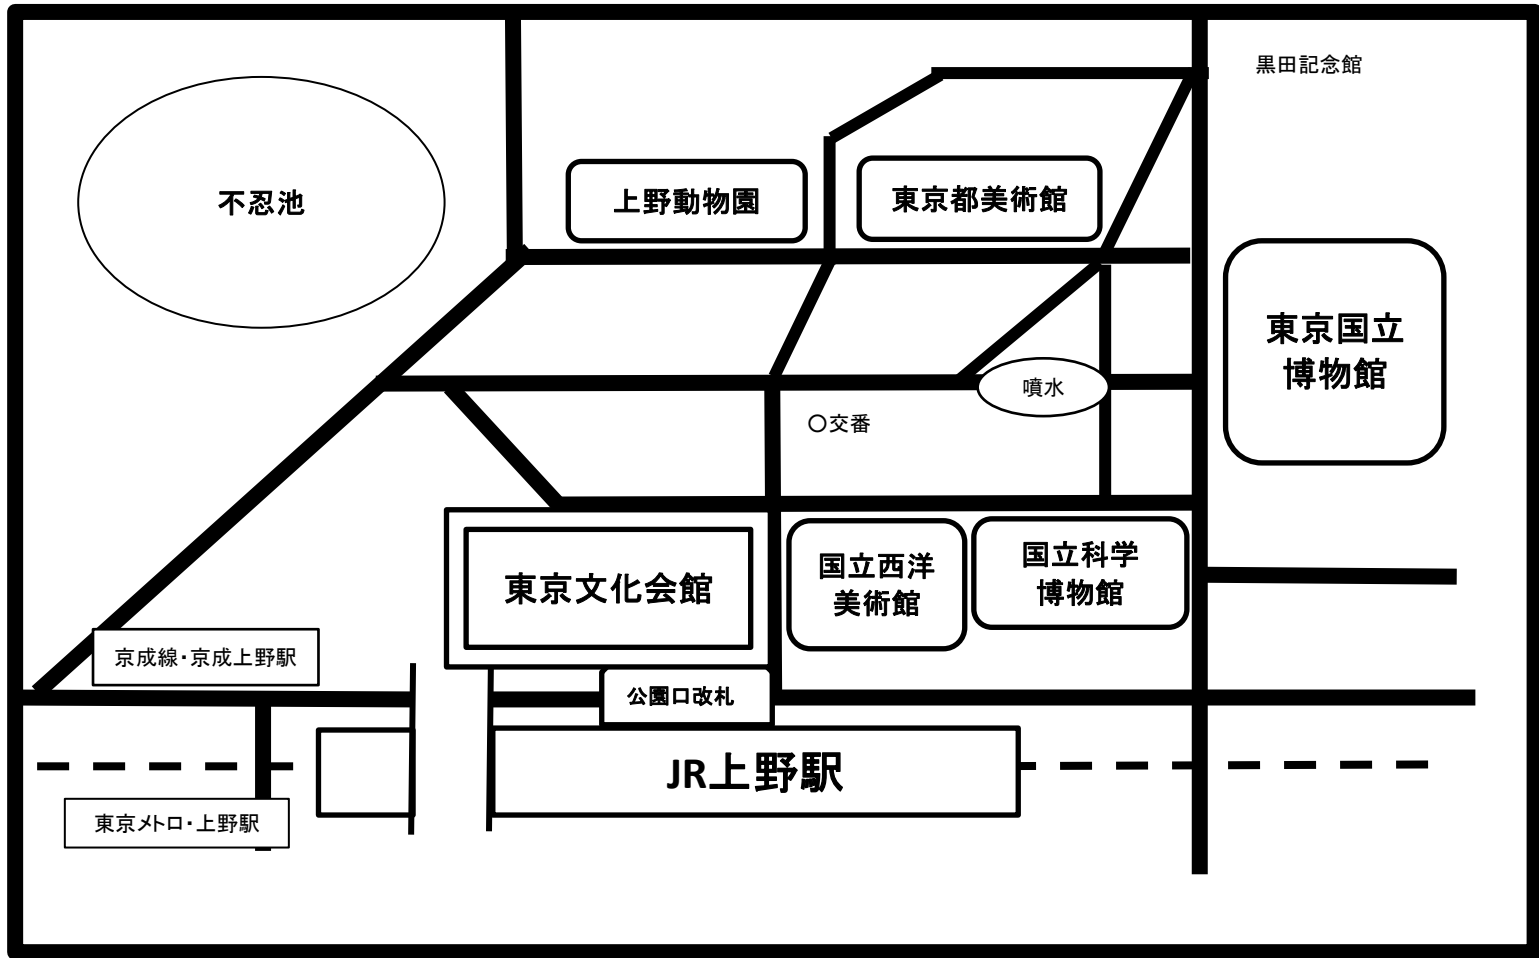 黒田記念館
不忍池
上野動物園
東京都美術館
東京国立
博物館
噴水
〇交番
東京文化会館
国立西洋
美術館
国立科学
博物館
京成線・京成上野駅
公園口改札
JR上野駅
東京メトロ・上野駅